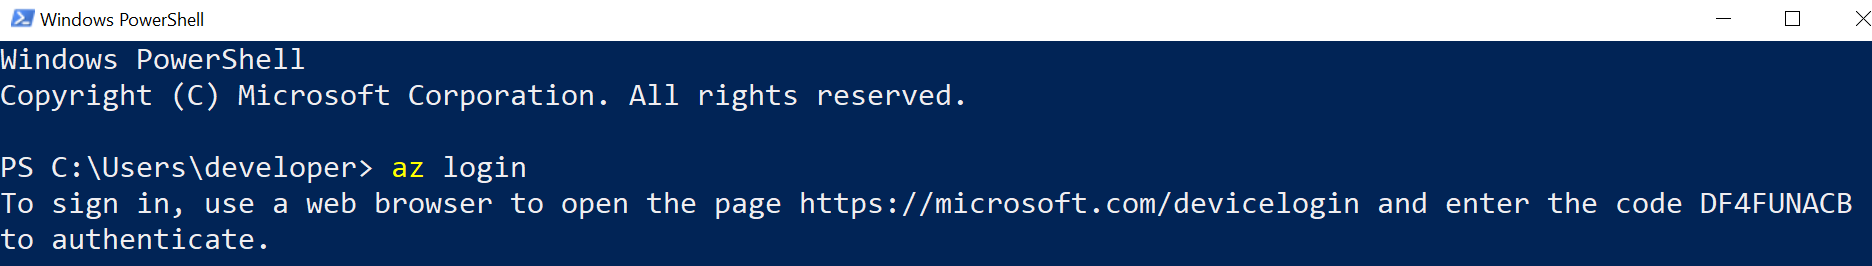 Windows PowerShell
Windows PowerShell
Copyright (C) Microsoft Corporation. All rights reserved.
PS C:\Users\developer> az login
To sign in, use a web browser to open the page https://microsoft.com/devicelogin and enter the code DF4FUNACB
to authenticate.